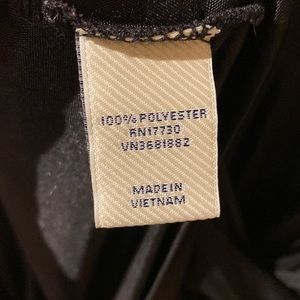 100% POLYESTER
RN17730
VN3681882
MADE IN
VIETNAM